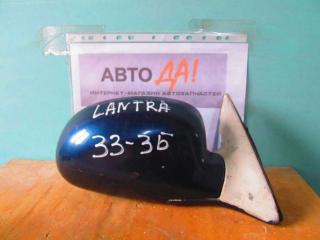 АВТО ДА!
ИНТЕРНЕТ-МАГАЗИН АВТОЗАПЧАСТЕЙ
LANTRA
33-3Б